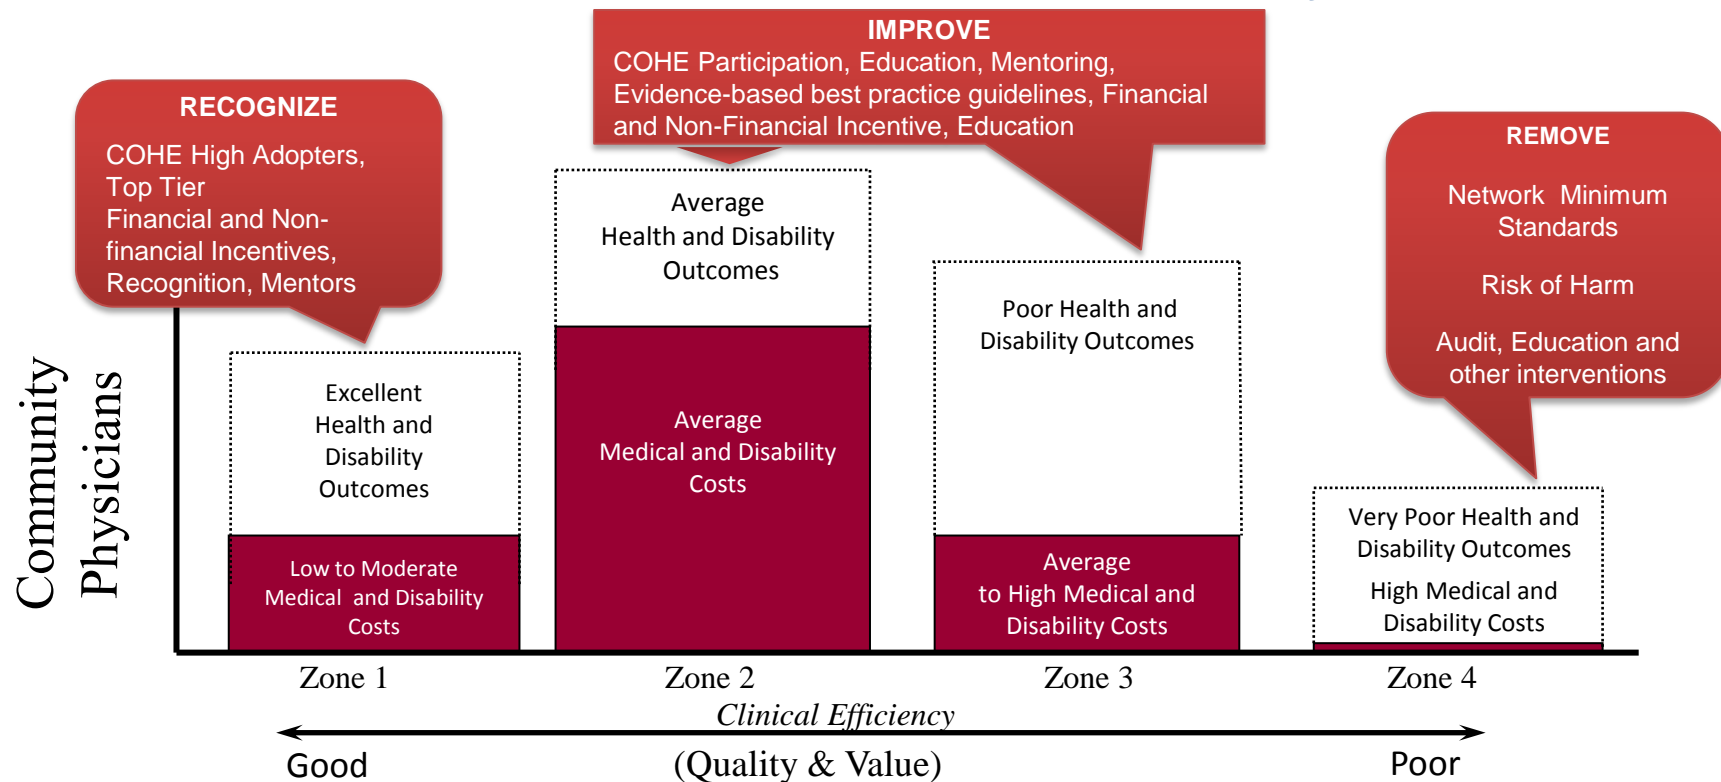 IMPROVE
COHE Participation, Education, Mentoring,
Evidence-based best practice guidelines, Financial
and Non-Financial Incentive, Education
RECOGNIZE
COHE High Adopters,
Top Tier
Financial and Non-
financial Incentives,
Recognition, Mentors
REMOVE
Network Minimum
Standards
Risk of Harm
Audit, Education and
other interventions
Community
Physicians
Excellent
Health and
Disability
Outcomes
Low to Moderate
Medical and Disability
Costs
Average
Health and Disability
Outcomes
Average
Medical and Disability
Costs
Poor Health and
Disability Outcomes
Average
to High Medical and
Disability Costs
Very Poor Health and
Disability Outcomes
High Medical and
Disability Costs
Zone 1
Zone 2
Zone 3
Zone 4
Clinical Efficiency
Good
(Quality & Value)
Poor